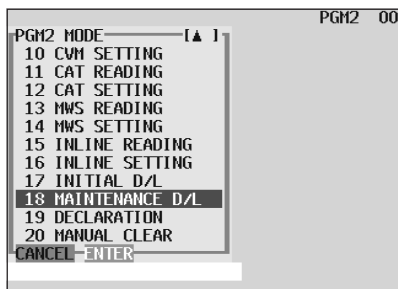 PGM2 00
PGM2 MODE [▲ ]
10 CVM SETTING
11 CAT READING
12 CAT SETTING
13 MWS READING
14 MWS SETTING
15 INLINE READING
16 INLINE SETTING
17 INITIAL D/L
18 MAINTENANCE D/L
19 DECLARATION
20 MANUAL CLEAR
CANCEL ENTER